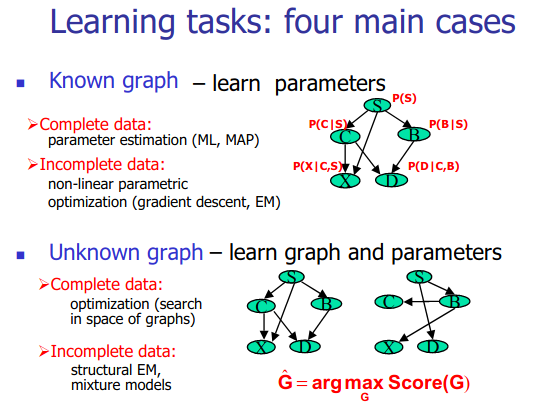 Learning tasks: four main cases
Known graph – learn parameters
P(S)
S
➢Complete data:
P(C|S)
P(B|S)
parameter estimation (ML, MAP)
C
B
➢Incomplete data:
P(X|C,S)
P(D|C,B)
non-linear parametric
X
D
optimization (gradient descent, EM)
Unknown graph – learn graph and parameters
➢Complete data:
S
S
optimization (search
C
B
C
B
in space of graphs)
➢Incomplete data:
X
D
X
D
structural EM,
mixture models
Ĝ = arg max Score(G)
G